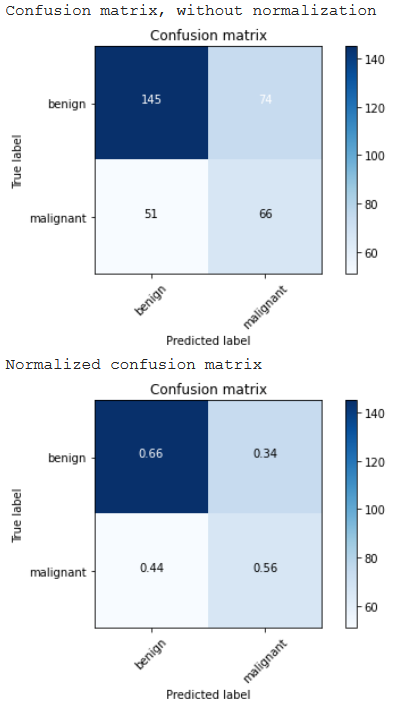 Confusion matrix, without normalization
Confusion matrix
benign 145 74
malignant 51 66
benign malignant
True label
Predicted label
140
120
100
80
60
Normalized confusion matrix
Confusion matrix
benign 0.66 0.34
malignant 0.44 0.56
benign malignant
True label
Predicted label
140
120
100
80
60